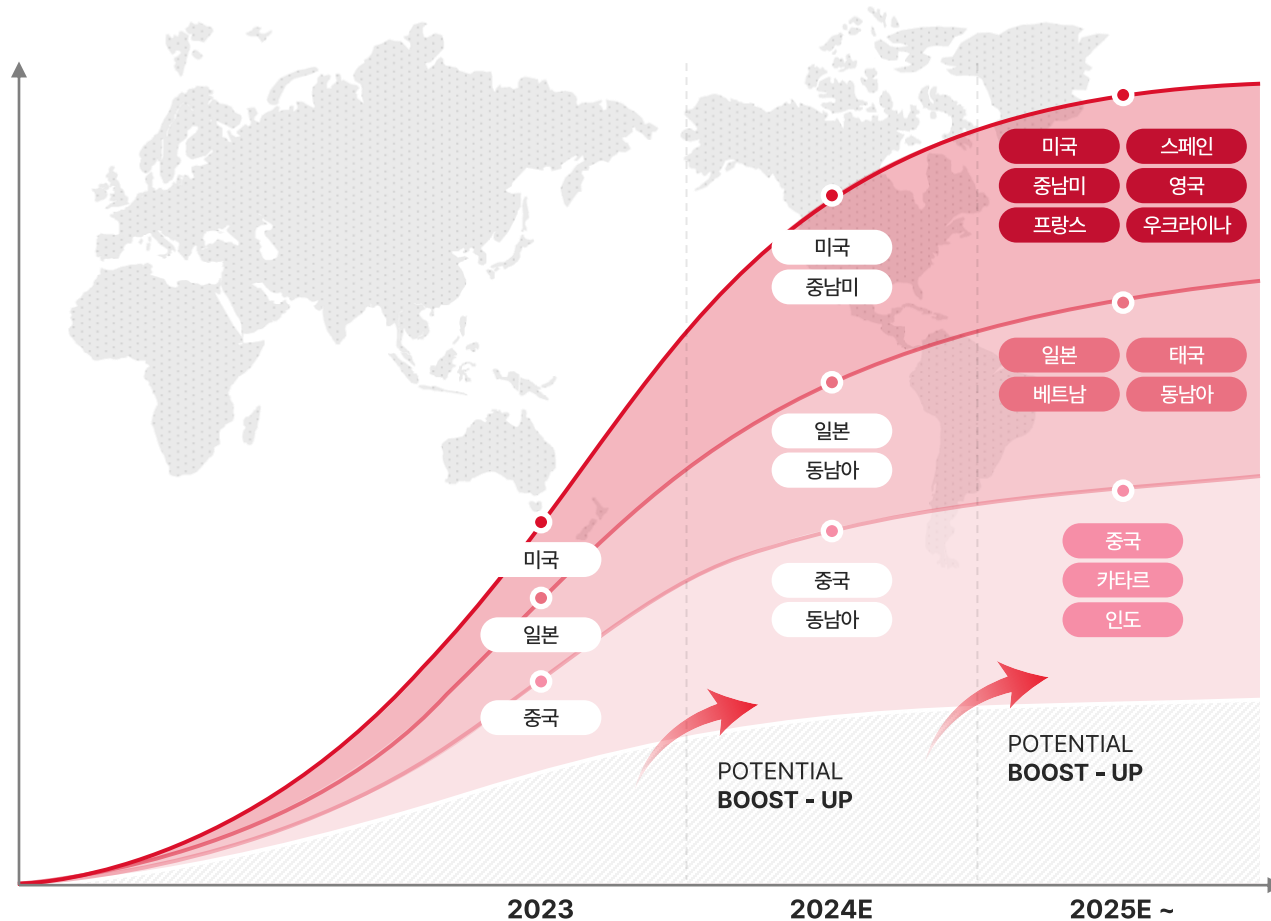 미국
일본
중국
미국
중남미
일본
동남아
중국
동남아
미국 스페인
중남미 영국
프랑스 우크라이나
일본 태국
베트남 동남아
중국
카타르
인도
POTENTIAL
BOOST - UP
POTENTIAL
BOOST - UP
2023 2024E 2025E ~